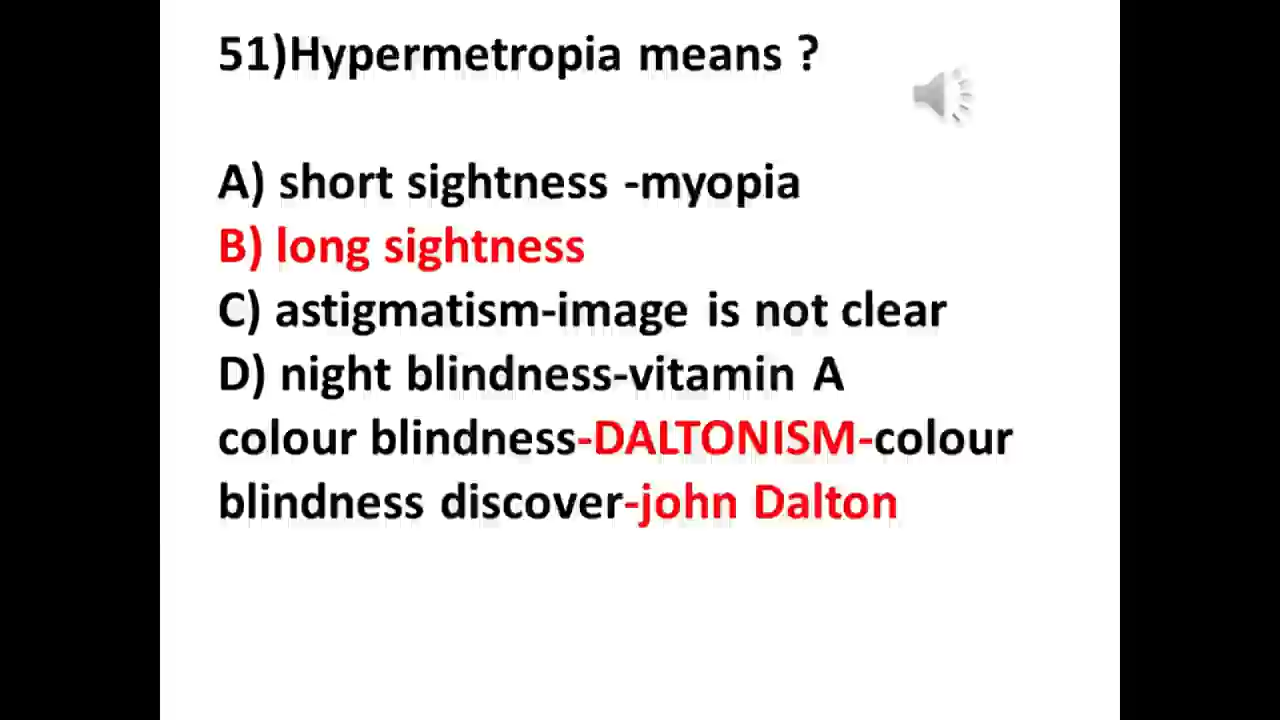 51)Hypermetropia means ?
A) short sightness -myopia
B) long sightness
C) astigmatism-image is not clear
D) night blindness-vitamin A
colour blindness-DALTONISM-colour
blindness discover-john Dalton